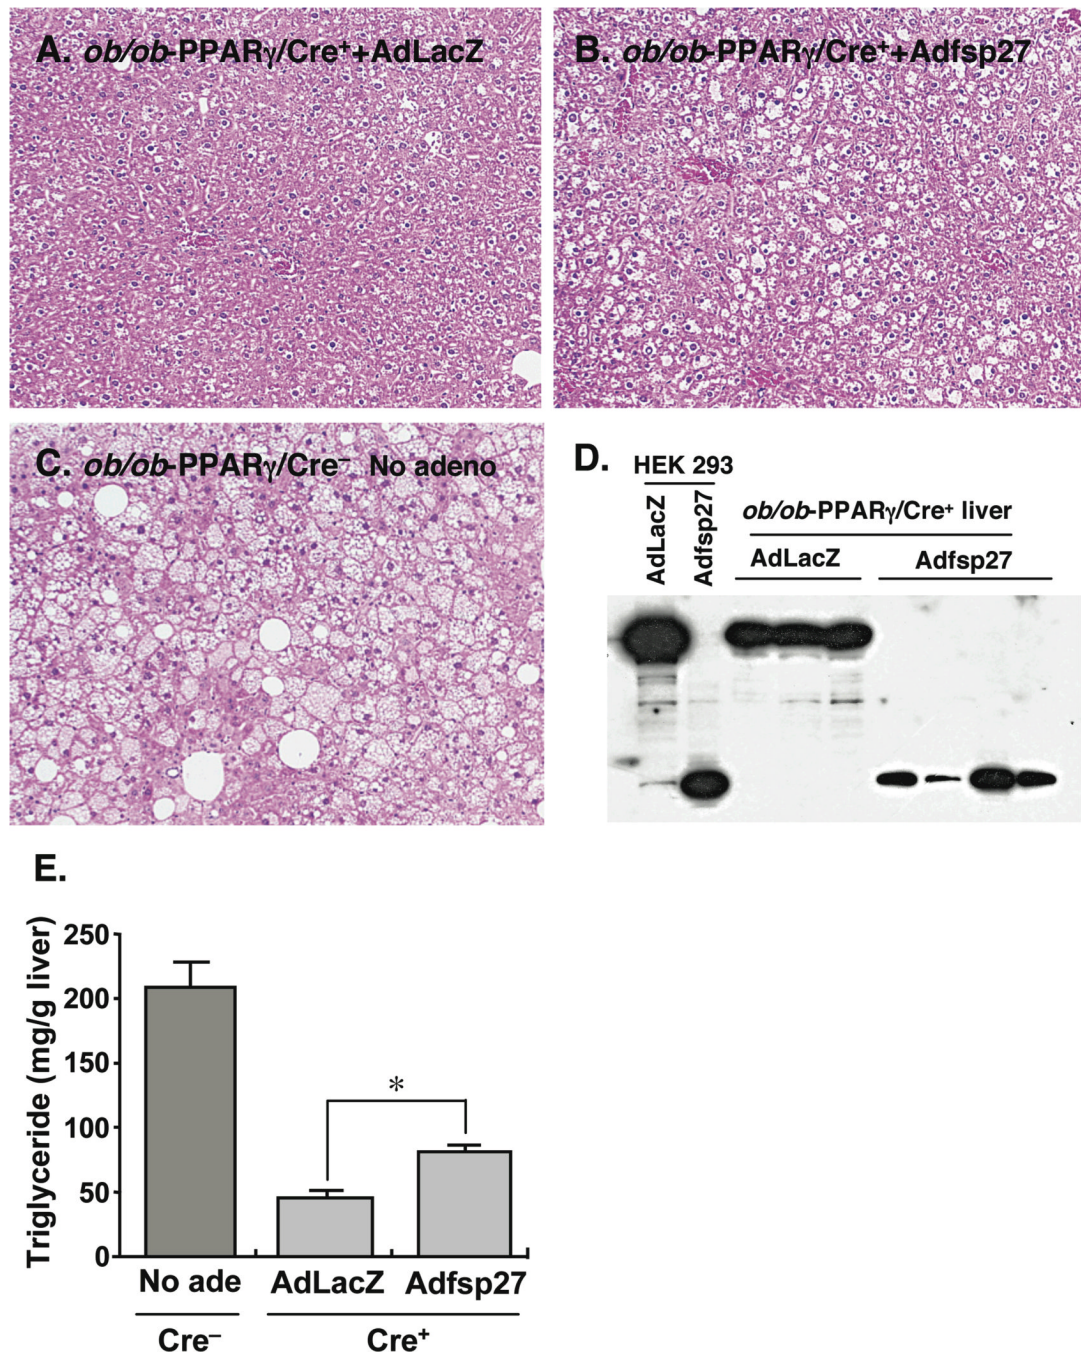 A. ob/ob-PPARγ/Cre⁺+AdLacZ
B. ob/ob-PPARγ/Cre⁺+Adfsp27
C. ob/ob-PPARγ/Cre⁻ No adeno
D.
HEK 293
AdLacZ
Adfsp27
ob/ob-PPARγ/Cre⁺ liver
AdLacZ
Adfsp27
E.
Triglyceride (mg/g liver)
250
200
150
100
50
0
*
No ade
AdLacZ
Adfsp27
Cre⁻
Cre⁺